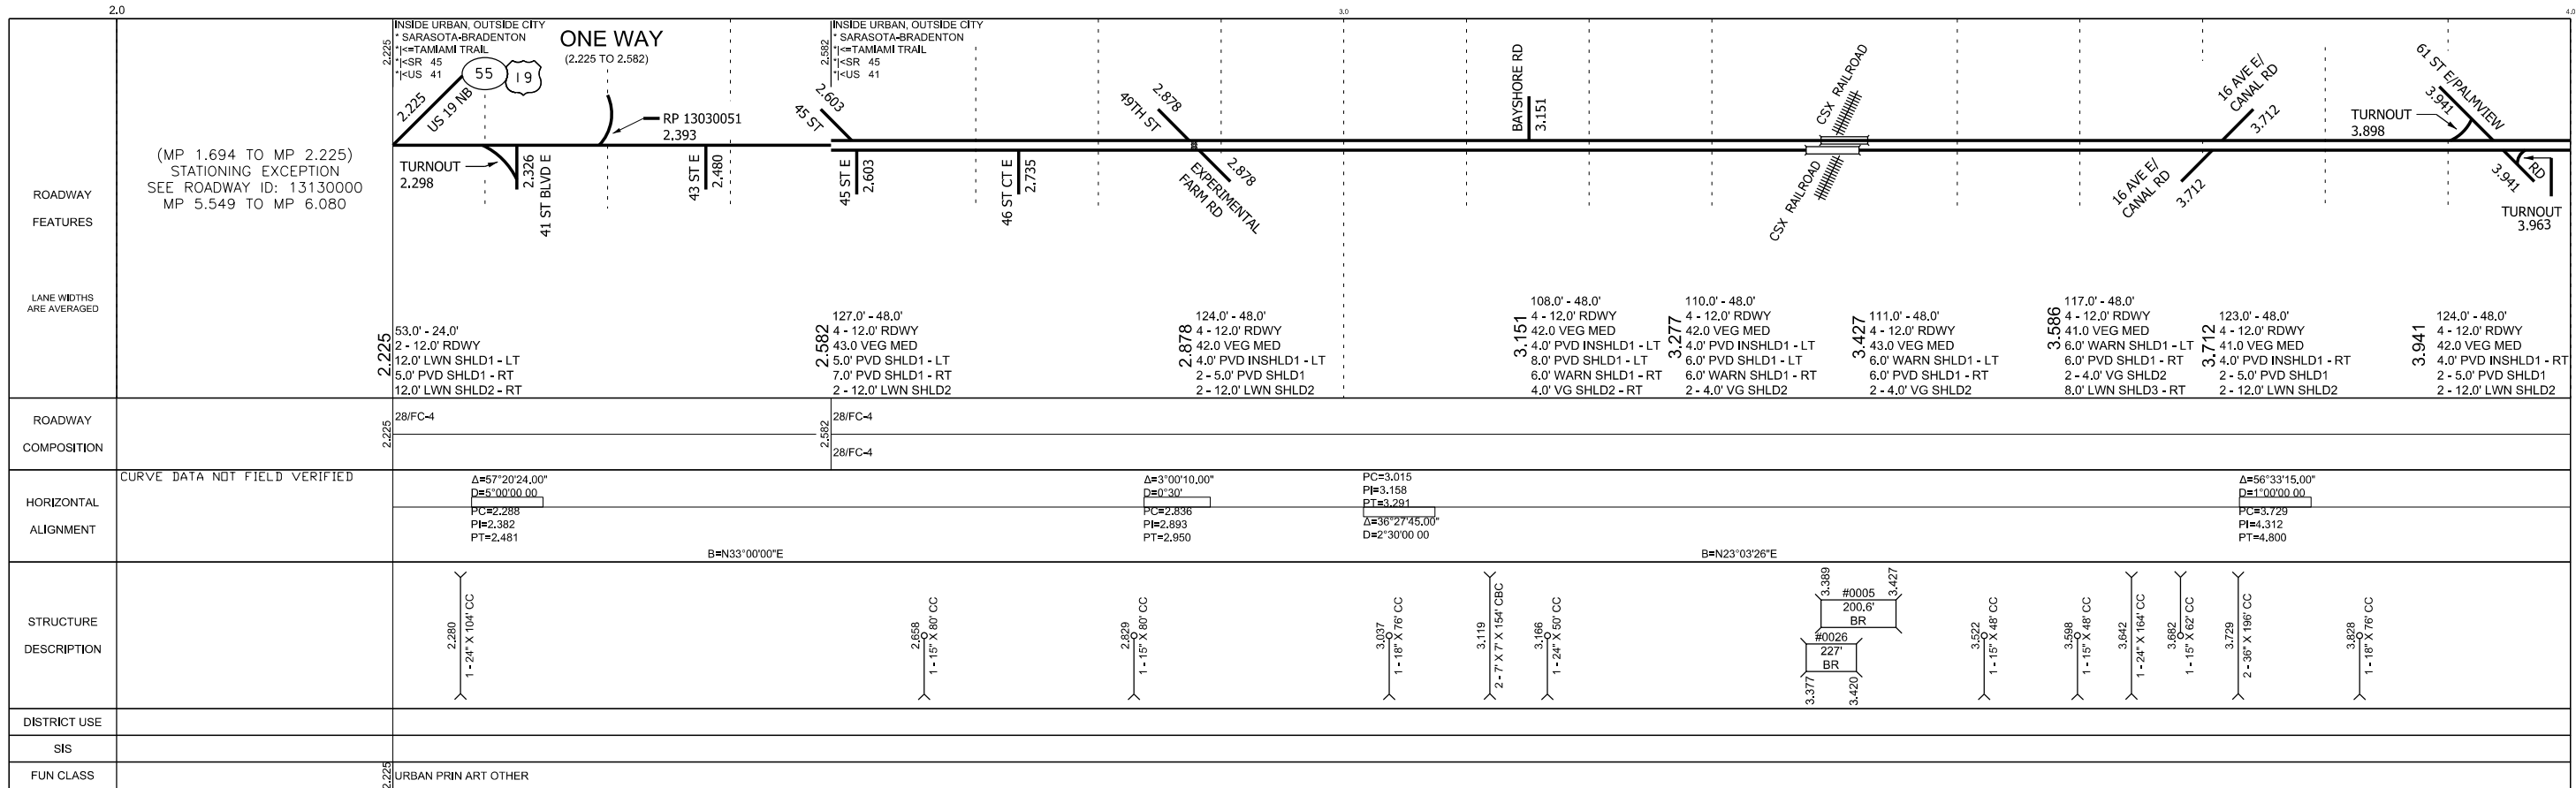 2.0
3.0
4.0
ROADWAY
FEATURES
LANE WIDTHS
ARE AVERAGED
(MP 1.694 TO MP 2.225)
STATIONING EXCEPTION
SEE ROADWAY ID: 13130000
MP 5.549 TO MP 6.080
2.225
INSIDE URBAN, OUTSIDE CITY
* SARASOTA-BRADENTON
*|<=TAMIAMI TRAIL
*|<SR 45
*|<US 41
55
19
2.225
US 19 NB
ONE WAY
(2.225 TO 2.582)
RP 13030051
2.393
TURNOUT
2.298
2.326
41 ST BLVD E
43 ST E
2.480
2.582
INSIDE URBAN, OUTSIDE CITY
* SARASOTA-BRADENTON
*|<=TAMIAMI TRAIL
*|<SR 45
*|<US 41
2.603
45 ST
45 ST E
2.603
46 ST CT E
2.735
2.878
49TH ST
2.878
EXPERIMENTAL
FARM RD
BAYSHORE RD
3.151
CSX RAILROAD
CSX RAILROAD
16 AVE E/
CANAL RD
3.712
16 AVE E/
CANAL RD
3.712
TURNOUT
3.898
61 ST E/PALMVIEW
3.941
3.941
RD
TURNOUT
3.963
2.225
53.0' - 24.0'
2 - 12.0' RDWY
12.0' LWN SHLD1 - LT
5.0' PVD SHLD1 - RT
12.0' LWN SHLD2 - RT
2.582
127.0' - 48.0'
4 - 12.0' RDWY
43.0 VEG MED
5.0' PVD SHLD1 - LT
7.0' PVD SHLD1 - RT
2 - 12.0' LWN SHLD2
2.878
124.0' - 48.0'
4 - 12.0' RDWY
42.0 VEG MED
4.0' PVD INSHLD1 - LT
2 - 5.0' PVD SHLD1
2 - 12.0' LWN SHLD2
3.151
108.0' - 48.0'
4 - 12.0' RDWY
42.0 VEG MED
4.0' PVD INSHLD1 - LT
8.0' PVD SHLD1 - LT
6.0' WARN SHLD1 - RT
4.0' VG SHLD2 - RT
3.277
110.0' - 48.0'
4 - 12.0' RDWY
42.0 VEG MED
4.0' PVD INSHLD1 - LT
6.0' PVD SHLD1 - LT
6.0' WARN SHLD1 - RT
2 - 4.0' VG SHLD2
3.427
111.0' - 48.0'
4 - 12.0' RDWY
43.0 VEG MED
6.0' WARN SHLD1 - LT
6.0' PVD SHLD1 - RT
2 - 4.0' VG SHLD2
3.586
117.0' - 48.0'
4 - 12.0' RDWY
41.0 VEG MED
6.0' WARN SHLD1 - LT
6.0' PVD SHLD1 - RT
2 - 4.0' VG SHLD2
8.0' LWN SHLD3 - RT
3.712
123.0' - 48.0'
4 - 12.0' RDWY
41.0 VEG MED
4.0' PVD INSHLD1 - RT
2 - 5.0' PVD SHLD1
2 - 12.0' LWN SHLD2
3.941
124.0' - 48.0'
4 - 12.0' RDWY
42.0 VEG MED
4.0' PVD INSHLD1 - RT
2 - 5.0' PVD SHLD1
2 - 12.0' LWN SHLD2
ROADWAY
COMPOSITION
2.225
28/FC-4
2.582
28/FC-4
28/FC-4
HORIZONTAL
ALIGNMENT
CURVE DATA NOT FIELD VERIFIED
Δ=57°20'24.00"
D=5°00'00 00
PC=2.288
PI=2.382
PT=2.481
B=N33°00'00"E
Δ=3°00'10.00"
D=0°30'
PC=2.836
PI=2.893
PT=2.950
PC=3.015
PI=3.158
PT=3.291
Δ=36°27'45.00"
D=2°30'00 00
B=N23°03'26"E
Δ=56°33'15.00"
D=1°00'00 00
PC=3.729
PI=4.312
PT=4.800
STRUCTURE
DESCRIPTION
2.280
1 - 24" X 104' CC
2.658
1 - 15" X 80' CC
2.829
1 - 15" X 80' CC
3.037
1 - 18" X 76' CC
3.119
2 - 7' X 7' X 154' CBC
3.166
1 - 24" X 50' CC
3.389
3.427
#0005
200.6'
BR
#0026
227'
BR
3.377
3.420
3.522
1 - 15" X 48' CC
3.598
1 - 15" X 48' CC
3.642
1 - 24" X 164' CC
3.682
1 - 15" X 62' CC
3.729
2 - 36" X 196' CC
3.828
1 - 18" X 76' CC
DISTRICT USE
SIS
FUN CLASS
2.225
URBAN PRIN ART OTHER